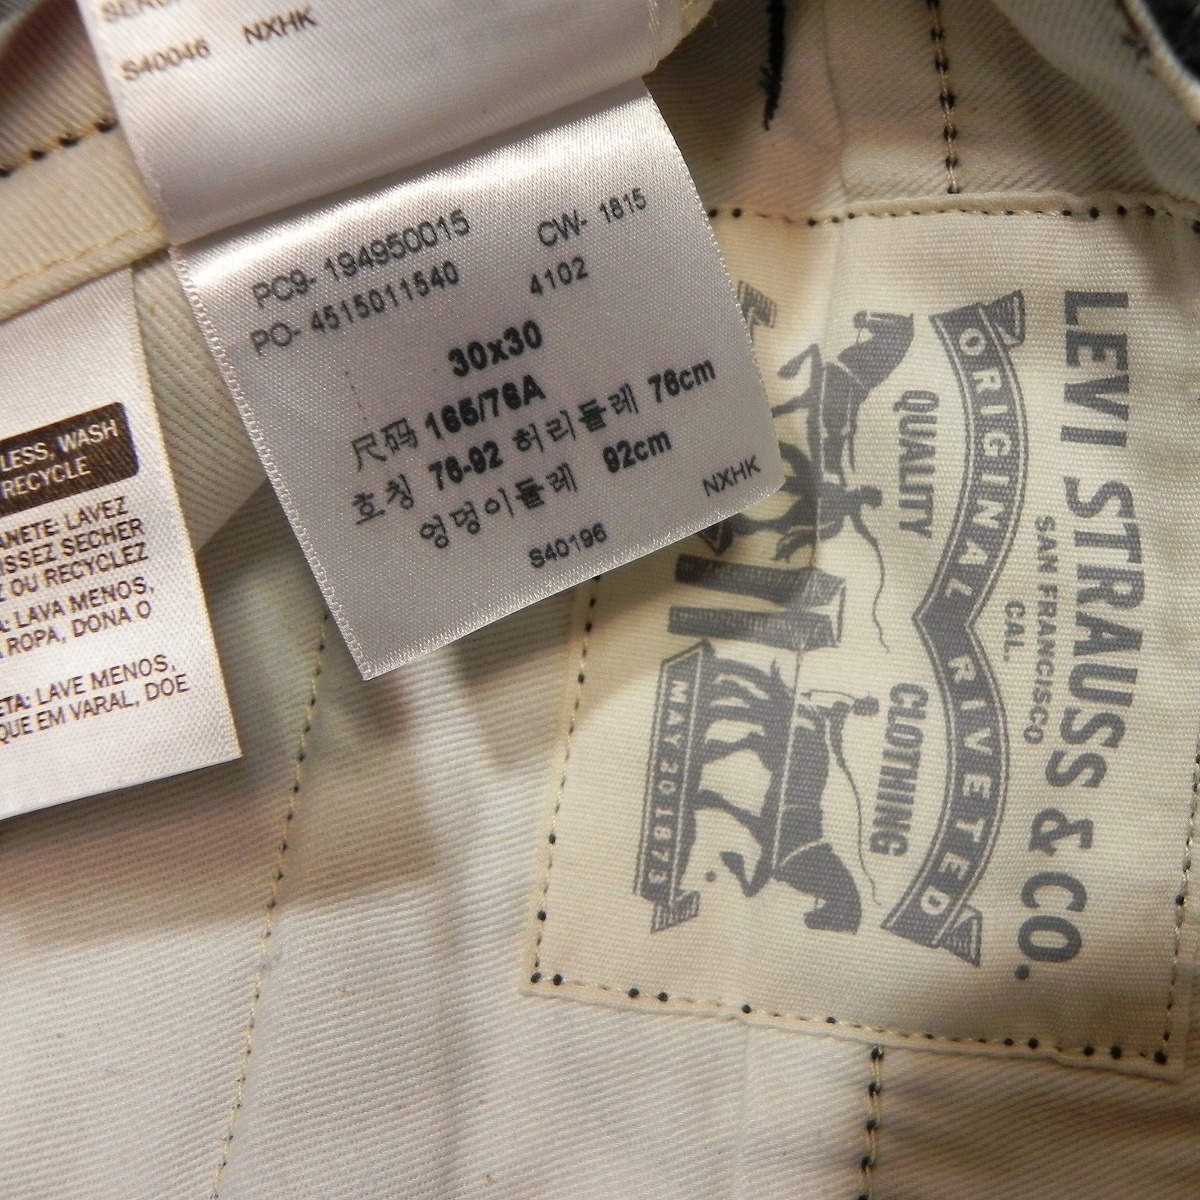 S40046 NXHK
PC9- 194950015 CW- 1815
PO- 4515011540 4102
30x30
尺码 165/76A
호칭 76-92 허리둘레 76cm
엉덩이둘레 92cm
NXHK
S40196
LESS, WASH
RECYCLE
LAVEZ
SECHER
OU RECYCLEZ
LAVA MENOS,
ROPA, DONA O
LAVE MENOS,
QUE EM VARAL, DOE
LEVI STRAUSS & CO.
SAN FRANCISCO
CAL.
ORIGINAL RIVETED
QUALITY CLOTHING
MAY 20 1873